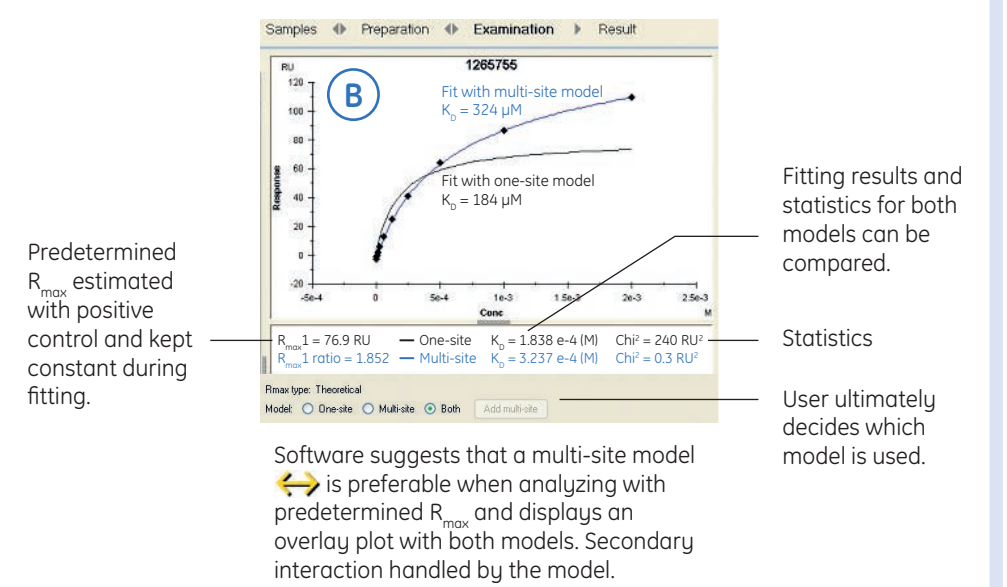 Samples Preparation Examination Result
RU
1265755
B
Fit with multi-site model
K_D = 324 µM
Fit with one-site model
K_D = 184 µM
Response
120
100
80
60
40
20
0
-20
-5e-4 0 5e-4 1e-3 1.5e-3 2e-3 2.5e-3
Conc
M
R_max1 = 76.9 RU — One-site K_D = 1.838 e-4 (M) Chi² = 240 RU²
R_max1 ratio = 1.852 — Multi-site K_D = 3.237 e-4 (M) Chi² = 0.3 RU²
Rmax type: Theoretical
Model: One-site Multi-site Both Add multi-site
Predetermined
R_max estimated
with positive
control and kept
constant during
fitting.
Fitting results and
statistics for both
models can be
compared.
Statistics
User ultimately
decides which
model is used.
Software suggests that a multi-site model
is preferable when analyzing with
predetermined R_max and displays an
overlay plot with both models. Secondary
interaction handled by the model.